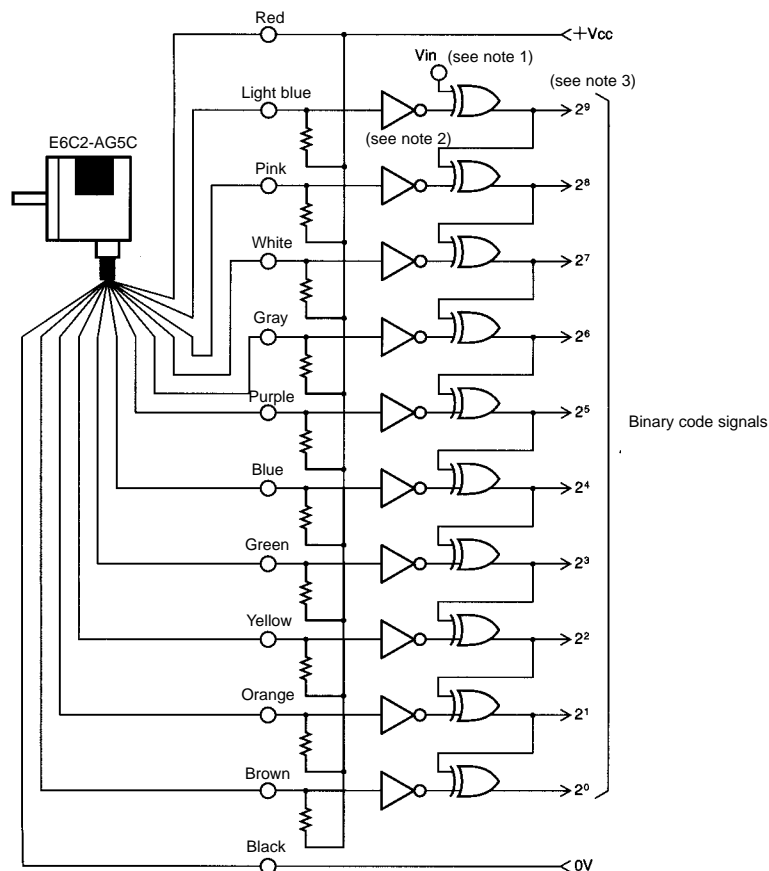 Red
+Vcc
Vin (see note 1)
(see note 3)
Light blue
2⁹
E6C2-AG5C
(see note 2)
Pink
2⁸
White
2⁷
Gray
2⁶
Purple
2⁵
Binary code signals
Blue
2⁴
Green
2³
Yellow
2²
Orange
2¹
Brown
2⁰
Black
0V